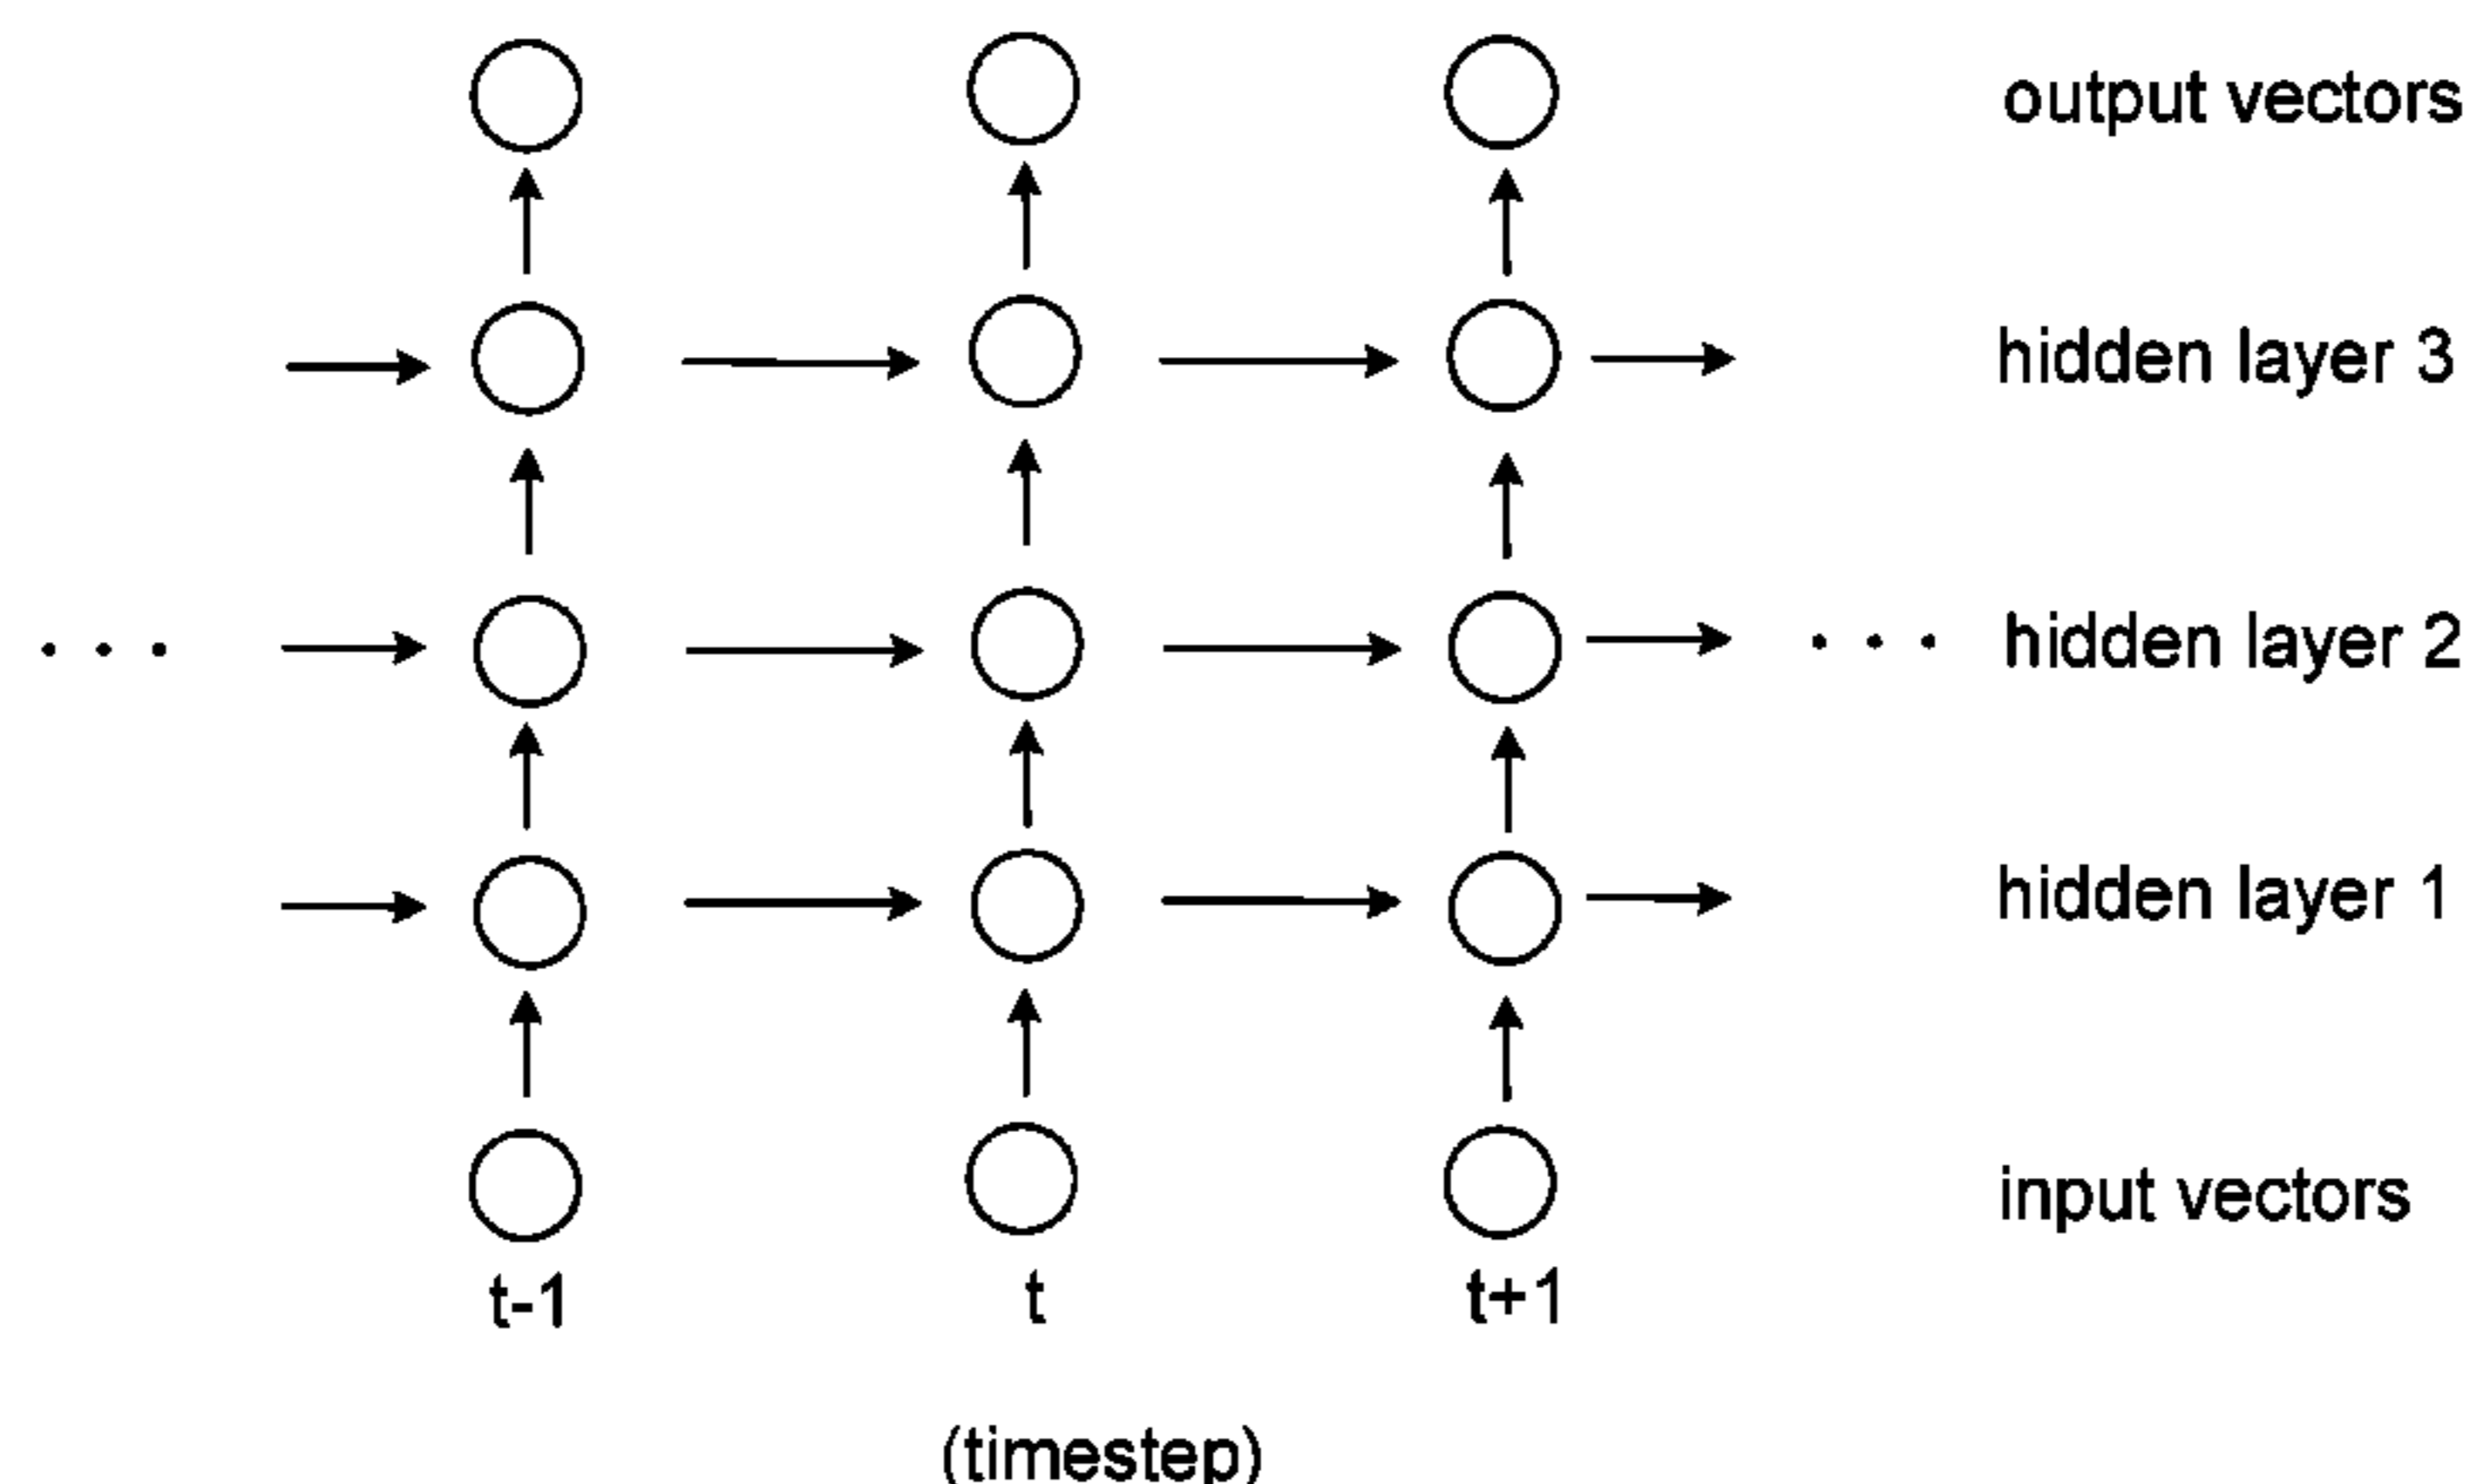 output vectors
hidden layer 3
. . . . . . hidden layer 2
hidden layer 1
input vectors
t-1 t t+1
(timestep)